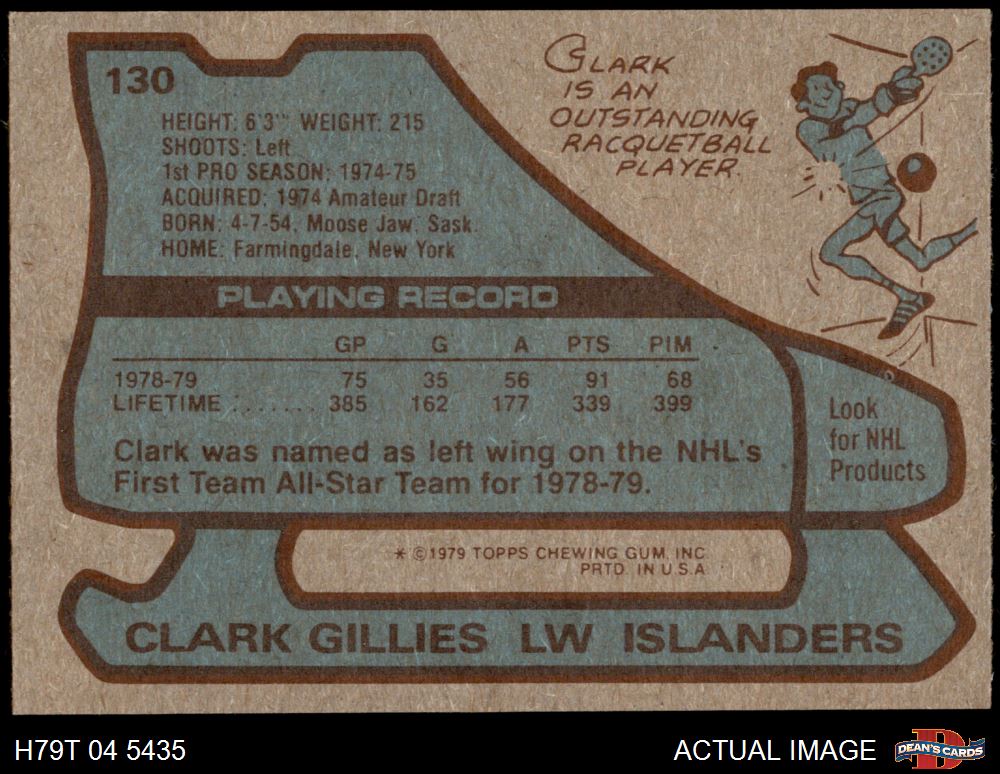 130
HEIGHT: 6'3" WEIGHT: 215
SHOOTS: Left
1st PRO SEASON: 1974-75
ACQUIRED: 1974 Amateur Draft
BORN: 4-7-54, Moose Jaw, Sask.
HOME: Farmingdale, New York
CLARK
IS AN
OUTSTANDING
RACQUETBALL
PLAYER.
PLAYING RECORD
GP G A PTS PIM
1978-79 75 35 56 91 68
LIFETIME ....... 385 162 177 339 399
Clark was named as left wing on the NHL's
First Team All-Star Team for 1978-79.
Look
for NHL
Products
* ©1979 TOPPS CHEWING GUM, INC
PRTD. IN U.S.A
CLARK GILLIES LW ISLANDERS
H79T 04 5435
ACTUAL IMAGE
D
DEAN'S CARDS